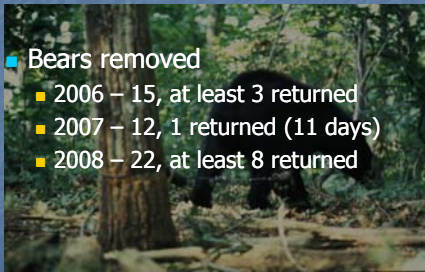 Bears removed
2006 – 15, at least 3 returned
2007 – 12, 1 returned (11 days)
2008 – 22, at least 8 returned